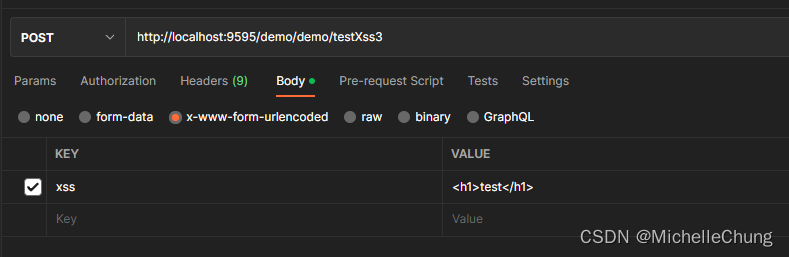 POST http://localhost:9595/demo/demo/testXss3
Params Authorization Headers (9) Body Pre-request Script Tests Settings
none form-data x-www-form-urlencoded raw binary GraphQL
KEY VALUE
xss <h1>test</h1>
Key Value
CSDN @MichelleChung